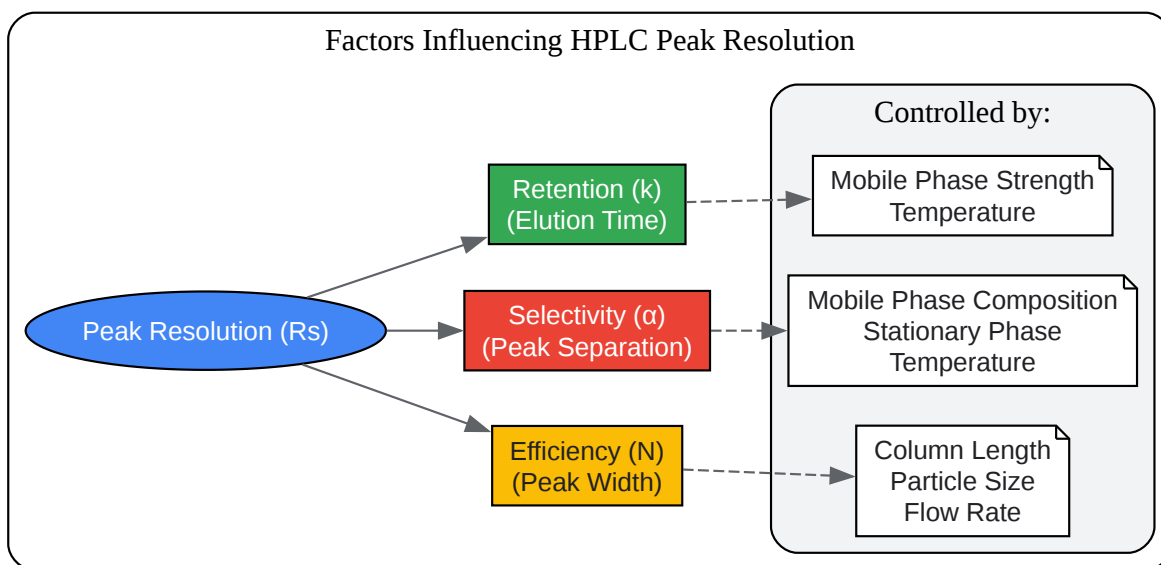 Factors Influencing HPLC Peak Resolution
Controlled by:
Retention (k)
(Elution Time)
Mobile Phase Strength
Temperature
Peak Resolution (Rs)
Selectivity (α)
(Peak Separation)
Mobile Phase Composition
Stationary Phase
Temperature
Efficiency (N)
(Peak Width)
Column Length
Particle Size
Flow Rate